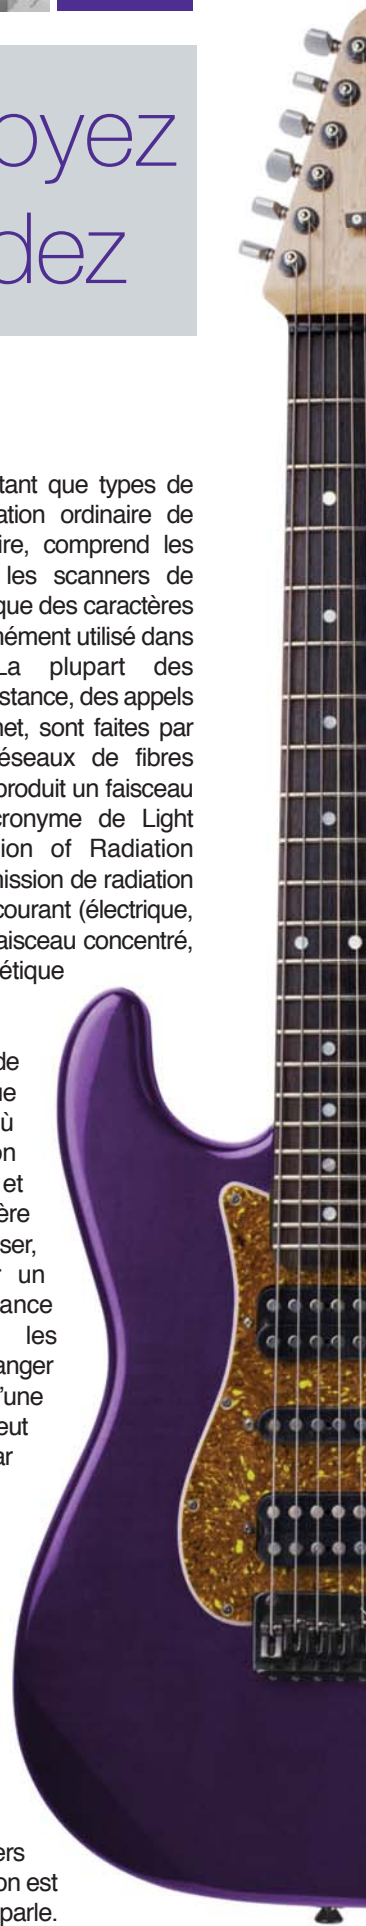 oyez
dez
tant que types de
ation ordinaire de
ire, comprend les
les scanners de
que des caractères
nément utilisé dans
La plupart des
stance, des appels
net, sont faites par
éseaux de fibres
produit un faisceau
cronyme de Light
ion of Radiation
nission de radiation
courant (électrique,
aisceau concentré,
étique
de
ue
ù
on
et
ère
ser,
r un
ance
les
anger
'une
eut
ar
ers
on est
parle.